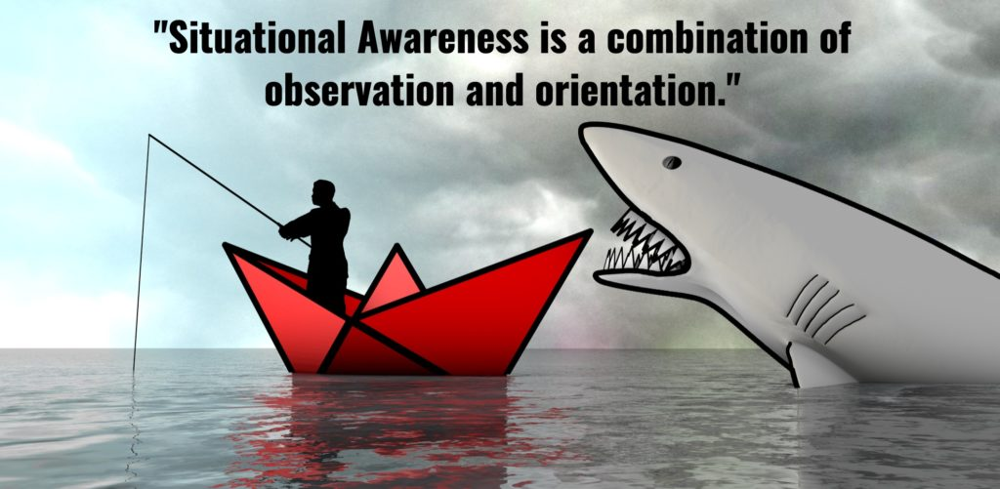 "Situational Awareness is a combination of
observation and orientation."